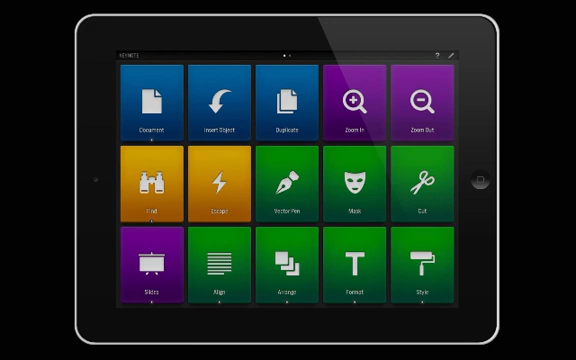 KEYNOTE
?
Document
Insert Object
Duplicate
Zoom In
Zoom Out
Find
Escape
Vector Pen
Mask
Cut
Slides
Align
Arrange
Format
Style